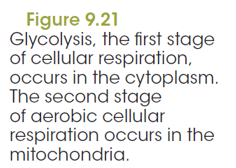 Figure 9.21
Glycolysis, the first stage
of cellular respiration,
occurs in the cytoplasm.
The second stage
of aerobic cellular
respiration occurs in the
mitochondria.